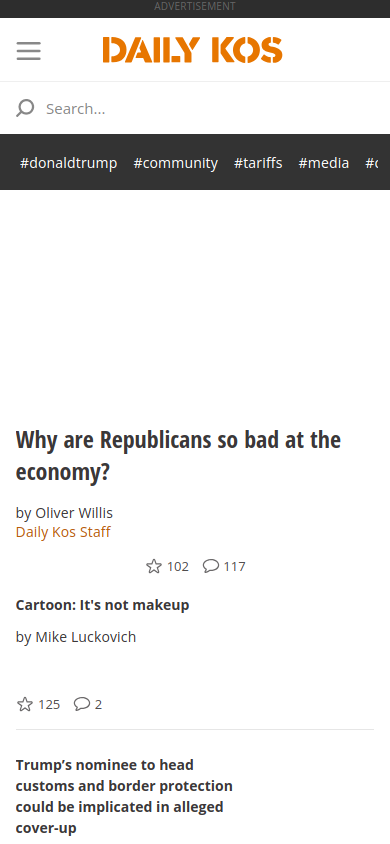 ADVERTISEMENT
DAILY KOS
Search...
#donaldtrump #community #tariffs #media
Why are Republicans so bad at the
economy?
by Oliver Willis
Daily Kos Staff
102 117
Cartoon: It's not makeup
by Mike Luckovich
125 2
Trump’s nominee to head
customs and border protection
could be implicated in alleged
cover-up